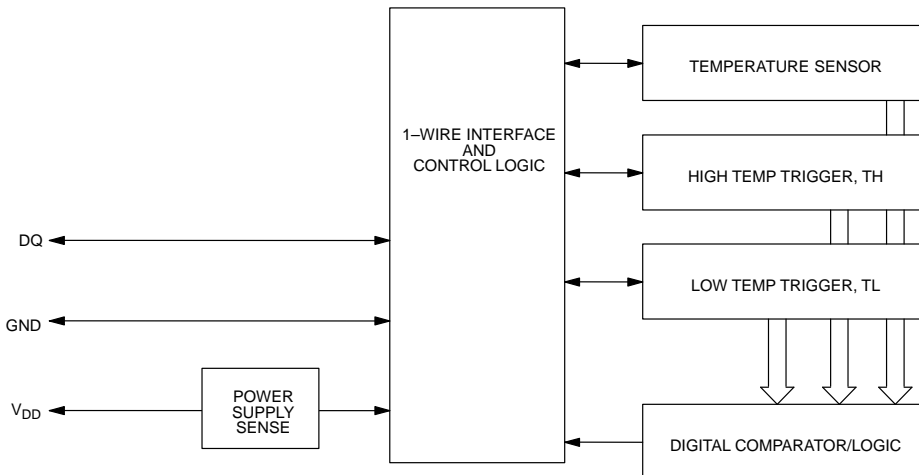 TEMPERATURE SENSOR
1–WIRE INTERFACE
AND
CONTROL LOGIC
HIGH TEMP TRIGGER, TH
DQ
LOW TEMP TRIGGER, TL
GND
VDD
POWER
SUPPLY
SENSE
DIGITAL COMPARATOR/LOGIC